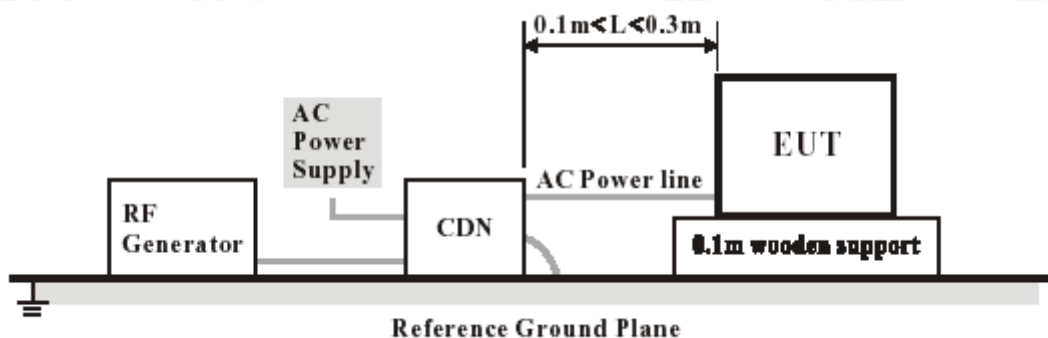 0.1m<L<0.3m
AC
Power
Supply
EUT
AC Power line
RF
Generator
CDN
0.1m wooden support
Reference Ground Plane